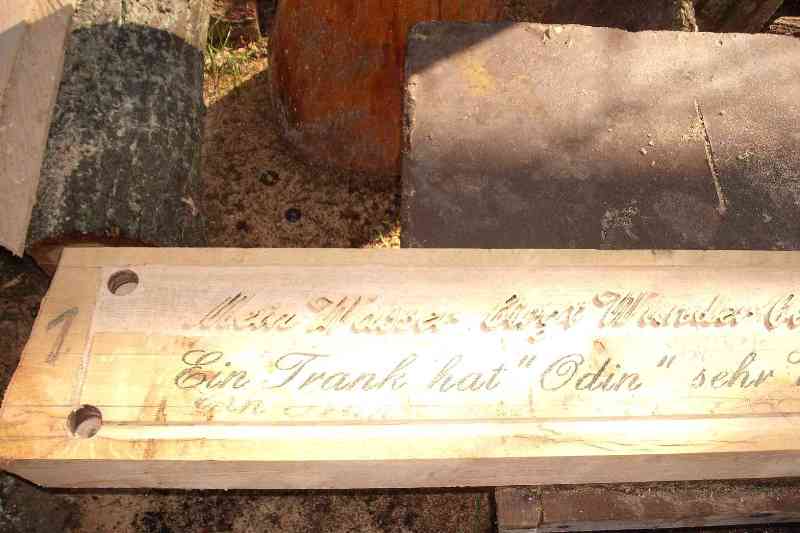 1
Mein Wasser birgt Wunder
Ein Trank hat "Odin" sehr